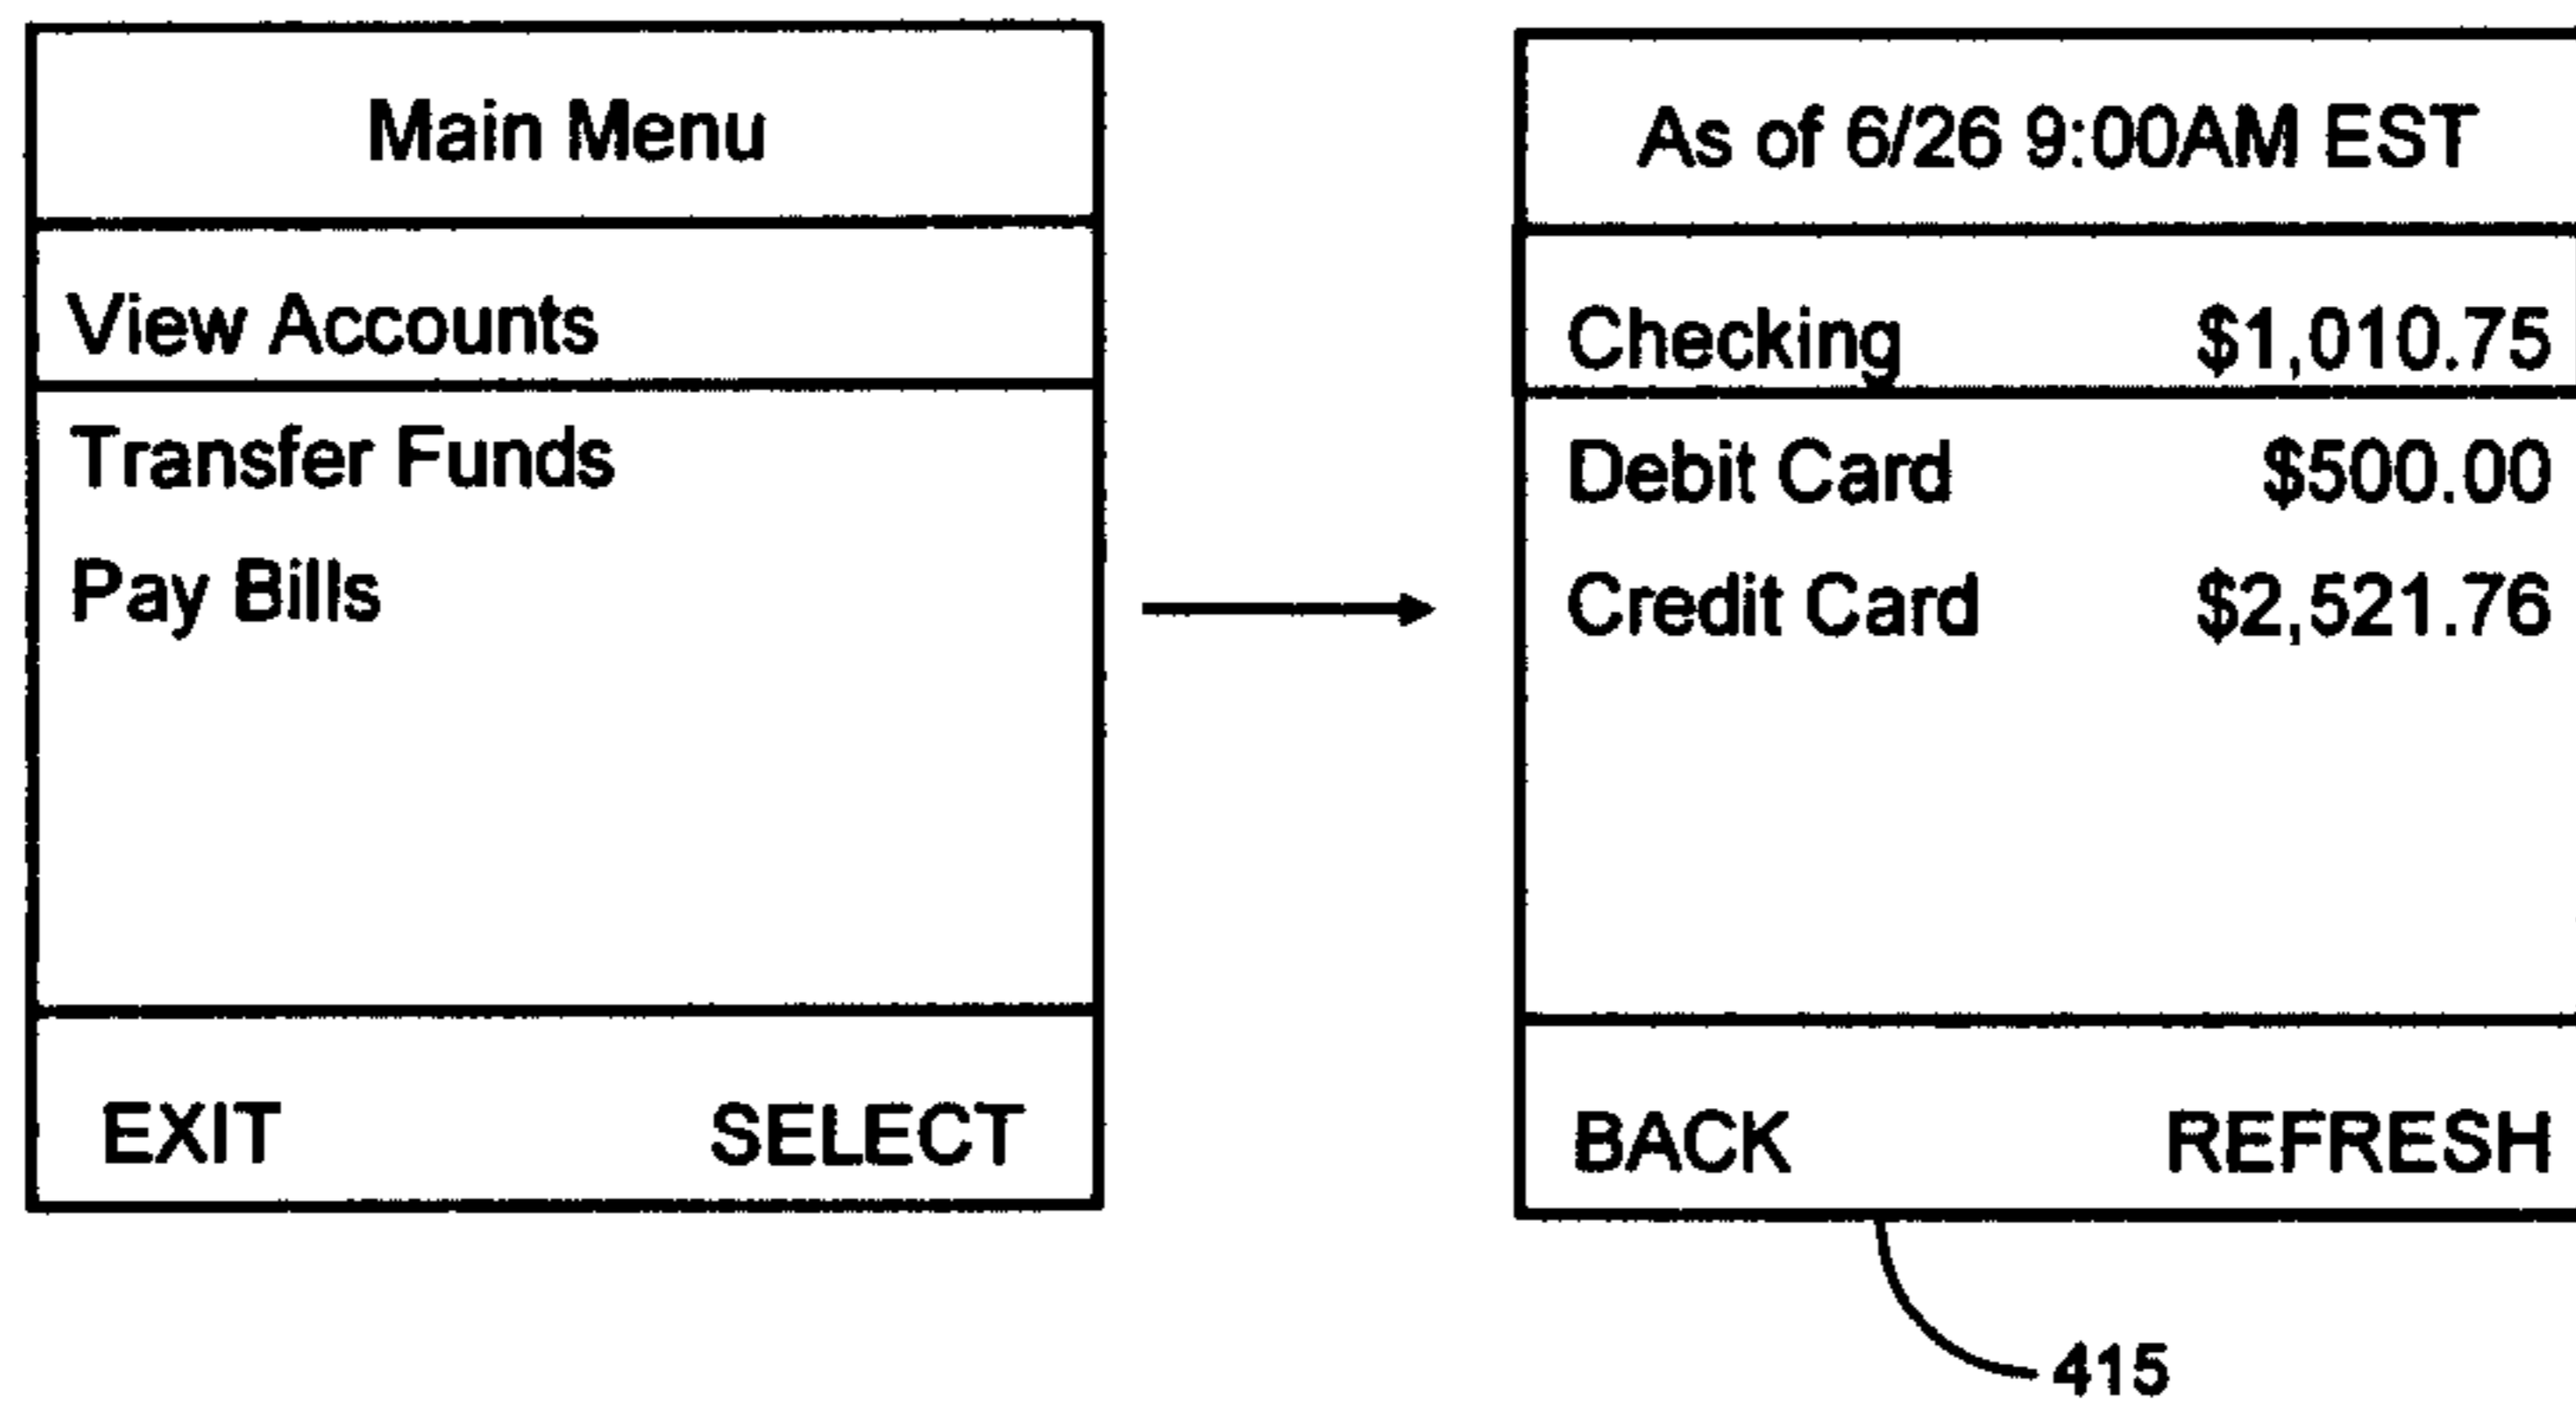 Main Menu
View Accounts
Transfer Funds
Pay Bills
EXIT SELECT
As of 6/26 9:00AM EST
Checking $1,010.75
Debit Card $500.00
Credit Card $2,521.76
BACK REFRESH
415